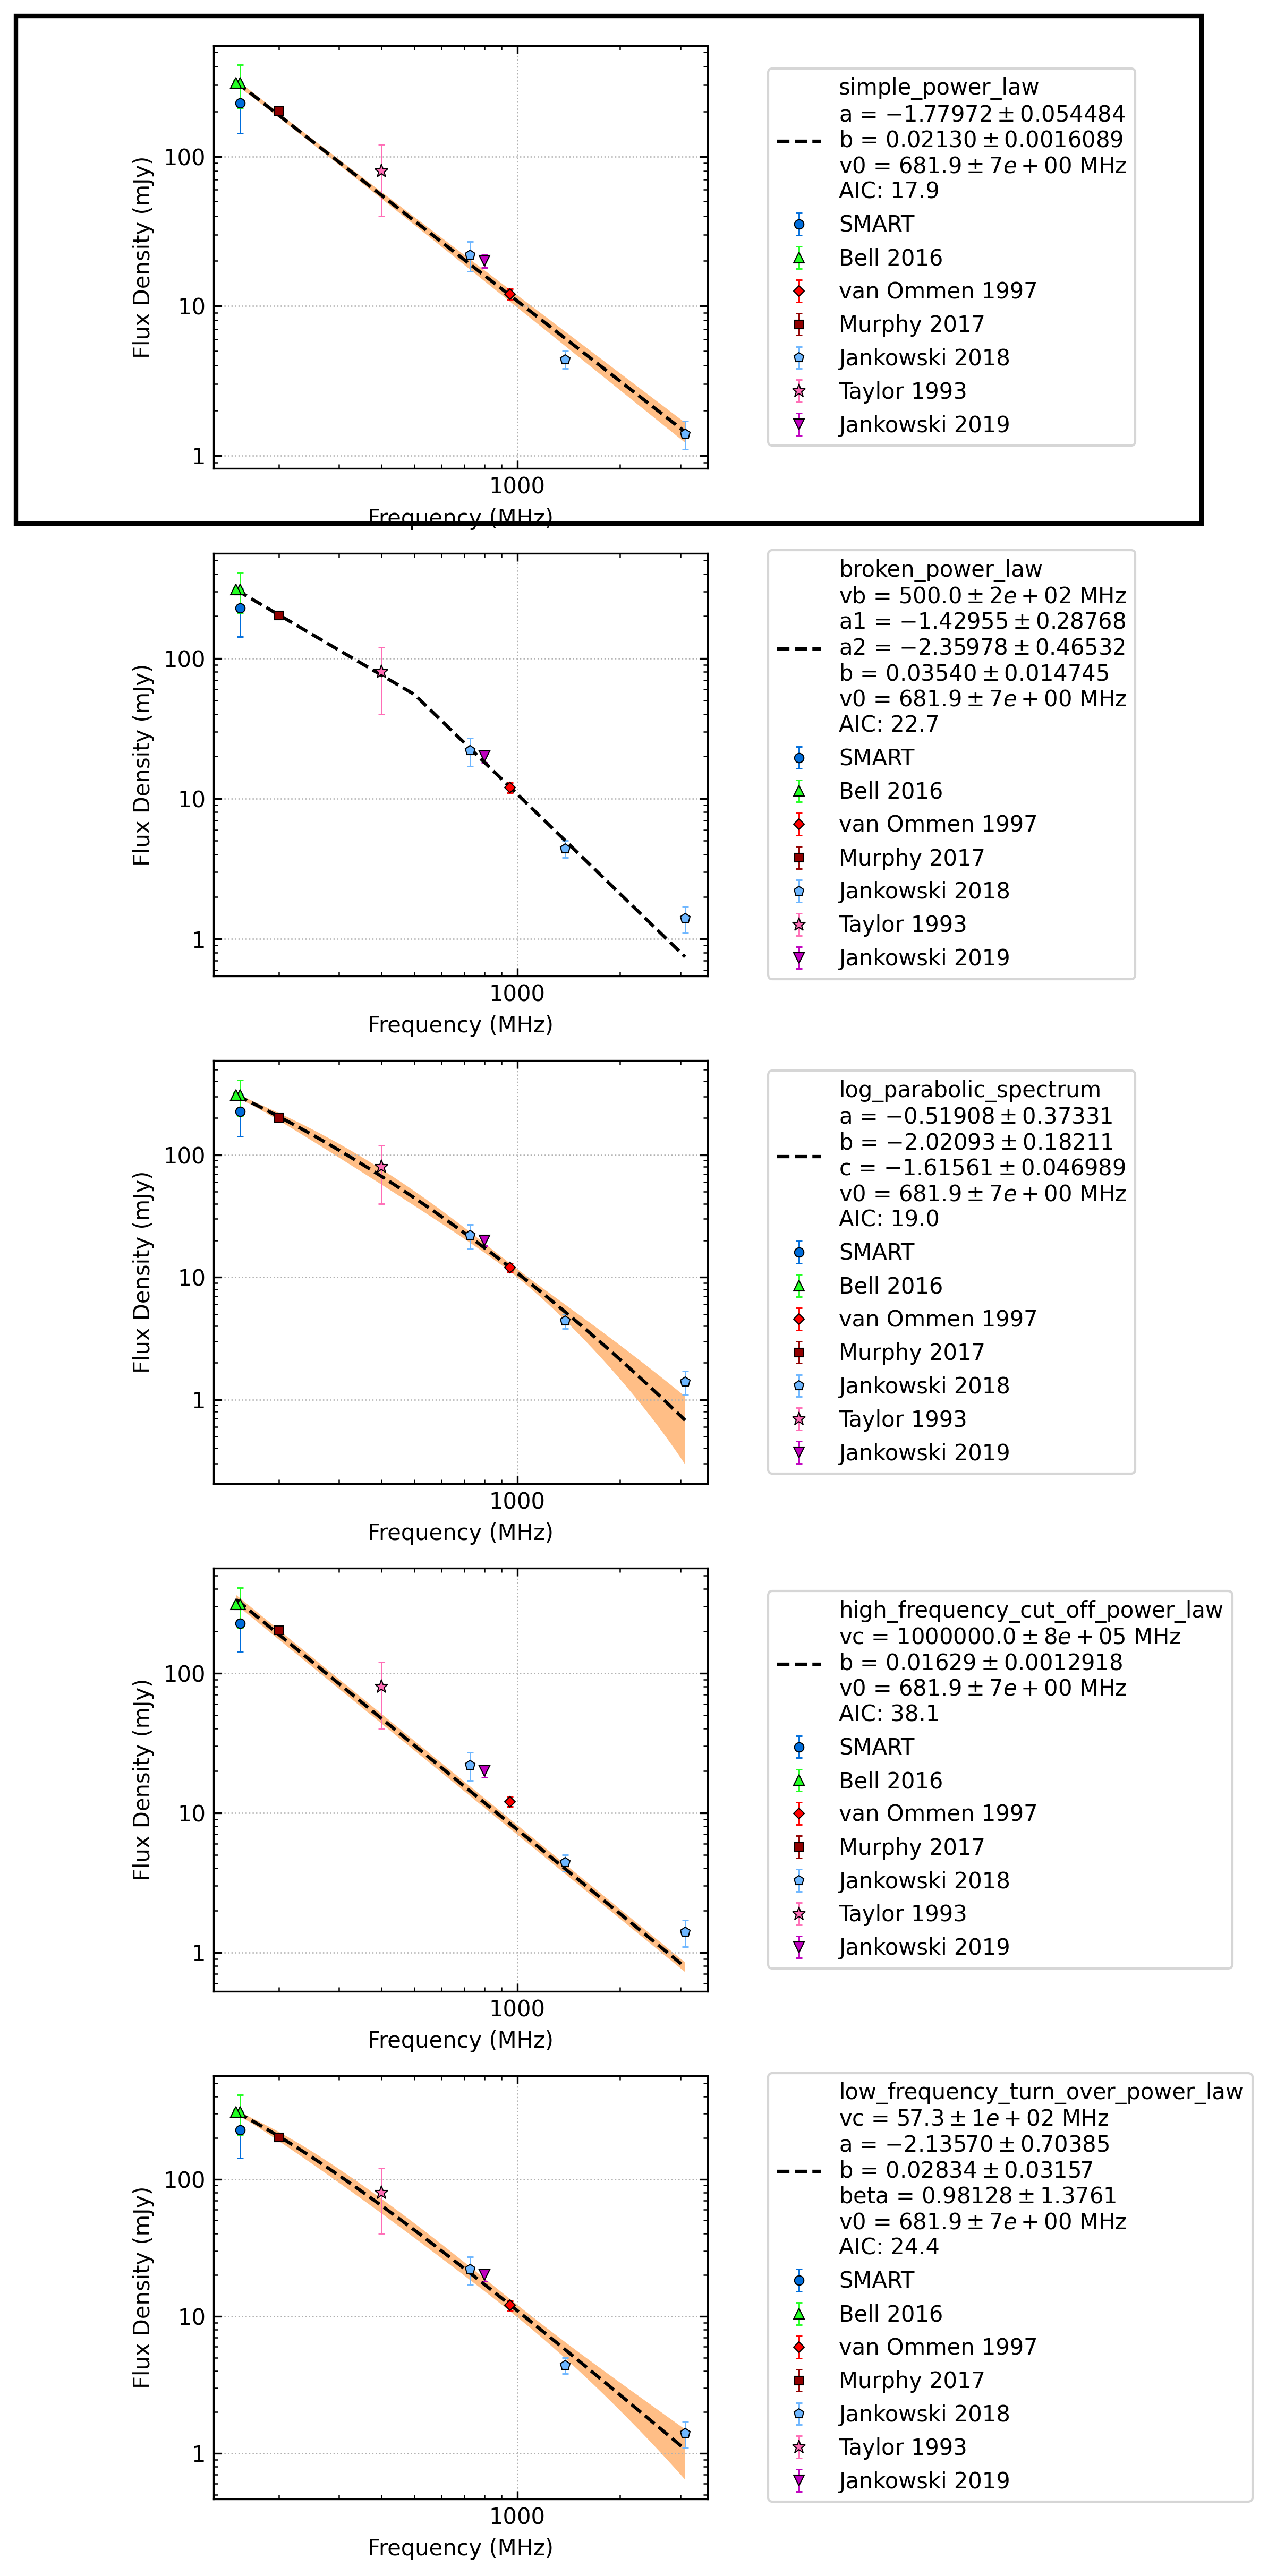 100
10
1
Flux Density (mJy)
1000
Frequency (MHz)
simple_power_law
a = −1.77972 ± 0.054484
b = 0.02130 ± 0.0016089
v0 = 681.9 ± 7e + 00 MHz
AIC: 17.9
SMART
Bell 2016
van Ommen 1997
Murphy 2017
Jankowski 2018
Taylor 1993
Jankowski 2019
100
10
1
Flux Density (mJy)
1000
Frequency (MHz)
broken_power_law
vb = 500.0 ± 2e + 02 MHz
a1 = −1.42955 ± 0.28768
a2 = −2.35978 ± 0.46532
b = 0.03540 ± 0.014745
v0 = 681.9 ± 7e + 00 MHz
AIC: 22.7
SMART
Bell 2016
van Ommen 1997
Murphy 2017
Jankowski 2018
Taylor 1993
Jankowski 2019
100
10
1
Flux Density (mJy)
1000
Frequency (MHz)
log_parabolic_spectrum
a = −0.51908 ± 0.37331
b = −2.02093 ± 0.18211
c = −1.61561 ± 0.046989
v0 = 681.9 ± 7e + 00 MHz
AIC: 19.0
SMART
Bell 2016
van Ommen 1997
Murphy 2017
Jankowski 2018
Taylor 1993
Jankowski 2019
100
10
1
Flux Density (mJy)
1000
Frequency (MHz)
high_frequency_cut_off_power_law
vc = 1000000.0 ± 8e + 05 MHz
b = 0.01629 ± 0.0012918
v0 = 681.9 ± 7e + 00 MHz
AIC: 38.1
SMART
Bell 2016
van Ommen 1997
Murphy 2017
Jankowski 2018
Taylor 1993
Jankowski 2019
100
10
1
Flux Density (mJy)
1000
Frequency (MHz)
low_frequency_turn_over_power_law
vc = 57.3 ± 1e + 02 MHz
a = −2.13570 ± 0.70385
b = 0.02834 ± 0.03157
beta = 0.98128 ± 1.3761
v0 = 681.9 ± 7e + 00 MHz
AIC: 24.4
SMART
Bell 2016
van Ommen 1997
Murphy 2017
Jankowski 2018
Taylor 1993
Jankowski 2019